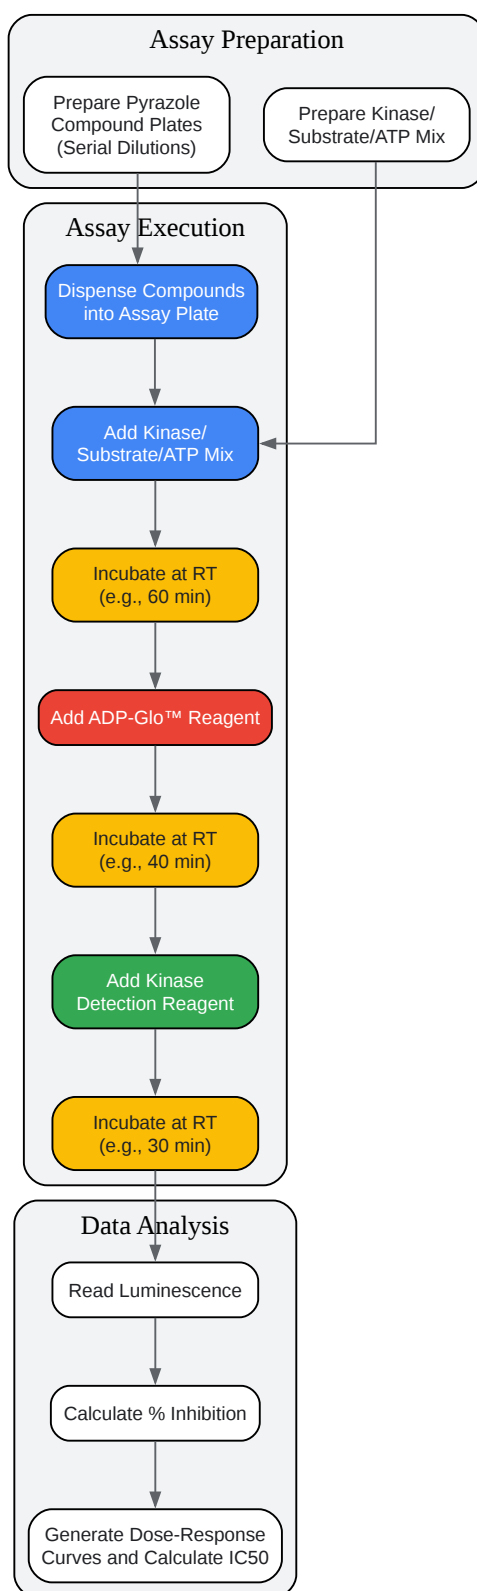 Assay Preparation
Prepare Pyrazole
Compound Plates
(Serial Dilutions)
Prepare Kinase/
Substrate/ATP Mix
Assay Execution
Dispense Compounds
into Assay Plate
Add Kinase/
Substrate/ATP Mix
Incubate at RT
(e.g., 60 min)
Add ADP-Glo™ Reagent
Incubate at RT
(e.g., 40 min)
Add Kinase
Detection Reagent
Incubate at RT
(e.g., 30 min)
Data Analysis
Read Luminescence
Calculate % Inhibition
Generate Dose-Response
Curves and Calculate IC50